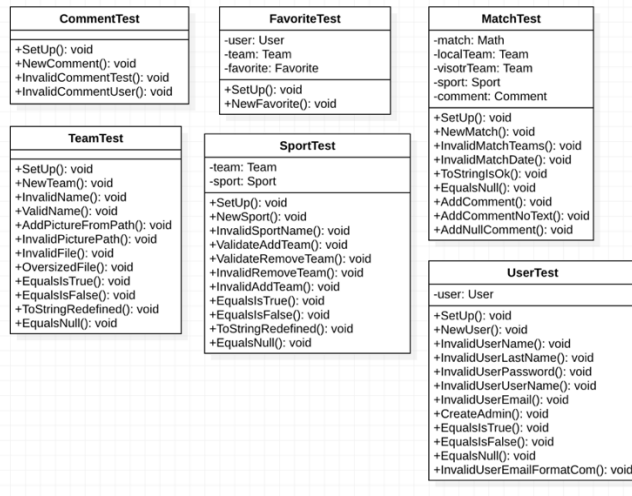 CommentTest
+SetUp(): void
+NewComment(): void
+InvalidCommentTest(): void
+InvalidCommentUser(): void
FavoriteTest
-user: User
-team: Team
-favorite: Favorite
+SetUp(): void
+NewFavorite(): void
MatchTest
-match: Math
-localTeam: Team
-visotrTeam: Team
-sport: Sport
-comment: Comment
+SetUp(): void
+NewMatch(): void
+InvalidMatchTeams(): void
+InvalidMatchDate(): void
+ToStringIsOk(): void
+EqualsNull(): void
+AddComment(): void
+AddCommentNoText(): void
+AddNullComment(): void
TeamTest
+SetUp(): void
+NewTeam(): void
+InvalidName(): void
+ValidName(): void
+AddPictureFromPath(): void
+InvalidPicturePath(): void
+InvalidFile(): void
+OversizedFile(): void
+EqualsIsTrue(): void
+EqualsIsFalse(): void
+ToStringRedefined(): void
+EqualsNull(): void
SportTest
-team: Team
-sport: Sport
+SetUp(): void
+NewSport(): void
+InvalidSportName(): void
+ValidateAddTeam(): void
+ValidateRemoveTeam(): void
+InvalidRemoveTeam(): void
+InvalidAddTeam(): void
+EqualsIsTrue(): void
+EqualsIsFalse(): void
+ToStringRedefined(): void
+EqualsNull(): void
UserTest
-user: User
+SetUp(): void
+NewUser(): void
+InvalidUserName(): void
+InvalidUserLastName(): void
+InvalidUserPassword(): void
+InvalidUserUserName(): void
+InvalidUserEmail(): void
+CreateAdmin(): void
+EqualsIsTrue(): void
+EqualsIsFalse(): void
+EqualsNull(): void
+InvalidUserEmailFormatCom(): void